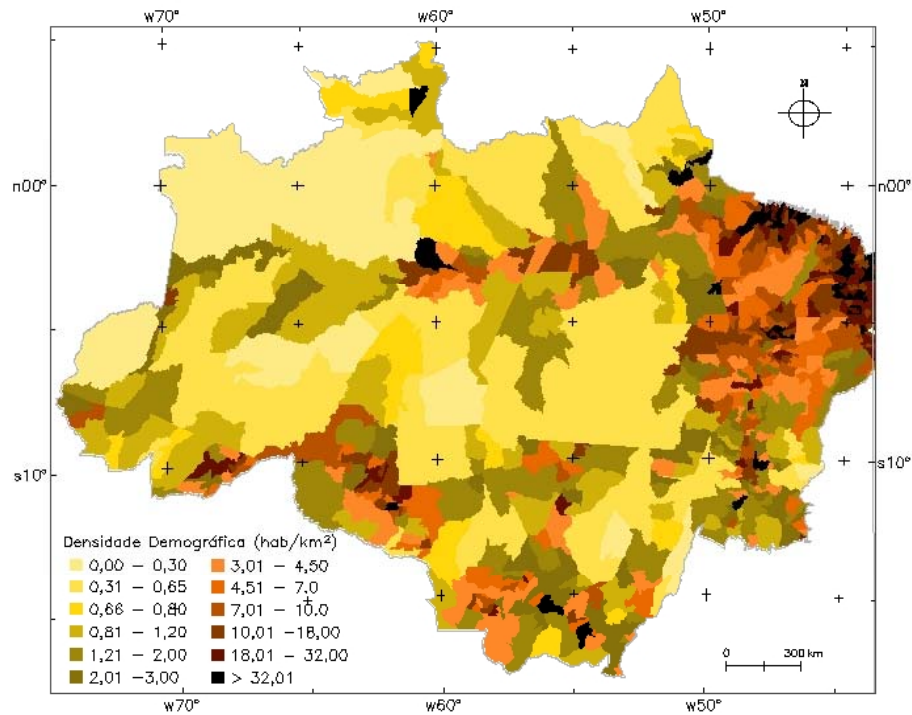 w70° w60° w50°
n00° n00°
s10° s10°
Densidade Demográfica (hab/km²)
0,00 – 0,30 3,01 – 4,50
0,31 – 0,65 4,51 – 7.0
0,66 – 0,80 7,01 – 10.0
0,81 – 1,20 10,01 –18,00
1,21 – 2,00 18,01 – 32,00
2,01 –3,00 > 32,01
0 300 km
w70° w60° w50°